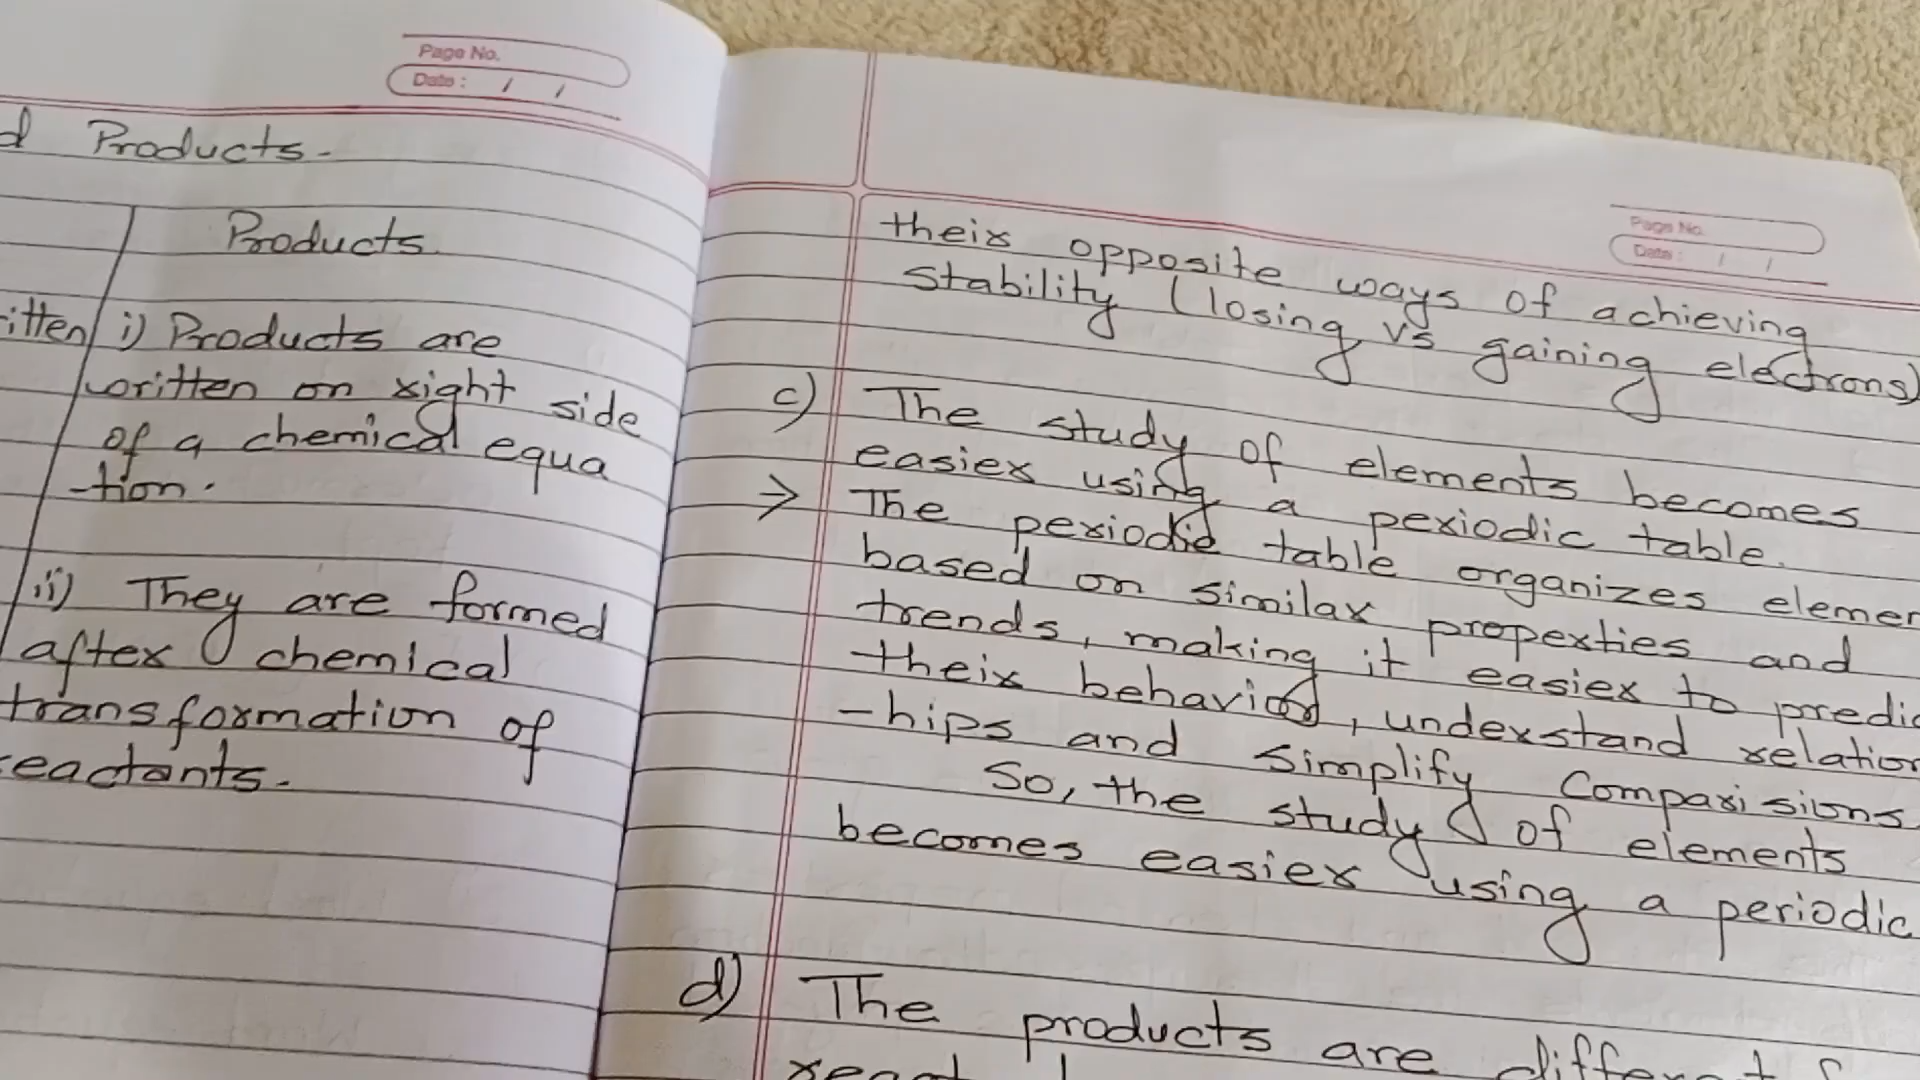 Page No.
Date : / /
d Products.
Products
itten i) Products are
written on right side
of a chemical equa
-tion.
ii) They are formed
after chemical
transformation of
reactants.
Page No.
Date : / /
their opposite ways of achieving
stability (losing vs gaining electrons)
c) The study of elements becomes
easier using a periodic table.
⇒ The periodic table organizes elemen
based on similar properties and
trends, making it easier to predic
their behavior, understand relation
-hips and simplify Comparisions
So, the study of elements
becomes easier using a periodic
d) The products are different f